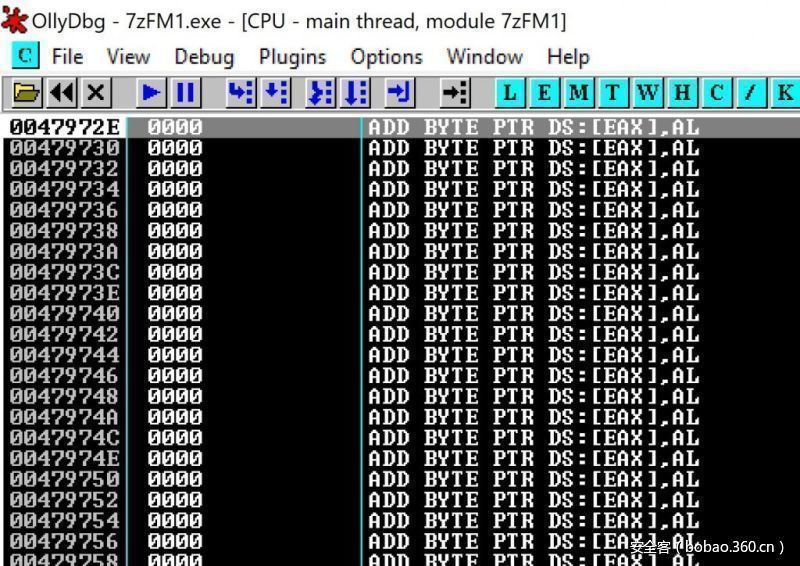 OllyDbg - 7zFM1.exe - [CPU - main thread, module 7zFM1]
C File View Debug Plugins Options Window Help
L E M T W H C / K
0047972E 0000 ADD BYTE PTR DS:[EAX],AL
00479730 0000 ADD BYTE PTR DS:[EAX],AL
00479732 0000 ADD BYTE PTR DS:[EAX],AL
00479734 0000 ADD BYTE PTR DS:[EAX],AL
00479736 0000 ADD BYTE PTR DS:[EAX],AL
00479738 0000 ADD BYTE PTR DS:[EAX],AL
0047973A 0000 ADD BYTE PTR DS:[EAX],AL
0047973C 0000 ADD BYTE PTR DS:[EAX],AL
0047973E 0000 ADD BYTE PTR DS:[EAX],AL
00479740 0000 ADD BYTE PTR DS:[EAX],AL
00479742 0000 ADD BYTE PTR DS:[EAX],AL
00479744 0000 ADD BYTE PTR DS:[EAX],AL
00479746 0000 ADD BYTE PTR DS:[EAX],AL
00479748 0000 ADD BYTE PTR DS:[EAX],AL
0047974A 0000 ADD BYTE PTR DS:[EAX],AL
0047974C 0000 ADD BYTE PTR DS:[EAX],AL
0047974E 0000 ADD BYTE PTR DS:[EAX],AL
00479750 0000 ADD BYTE PTR DS:[EAX],AL
00479752 0000 ADD BYTE PTR DS:[EAX],AL
00479754 0000 ADD BYTE PTR DS:[EAX],AL
00479756 0000 ADD BYTE PTR DS:[EAX],AL
00479758 0000 ADD BYTE PTR DS:[EAX],AL
安全客（bobao.360.cn）